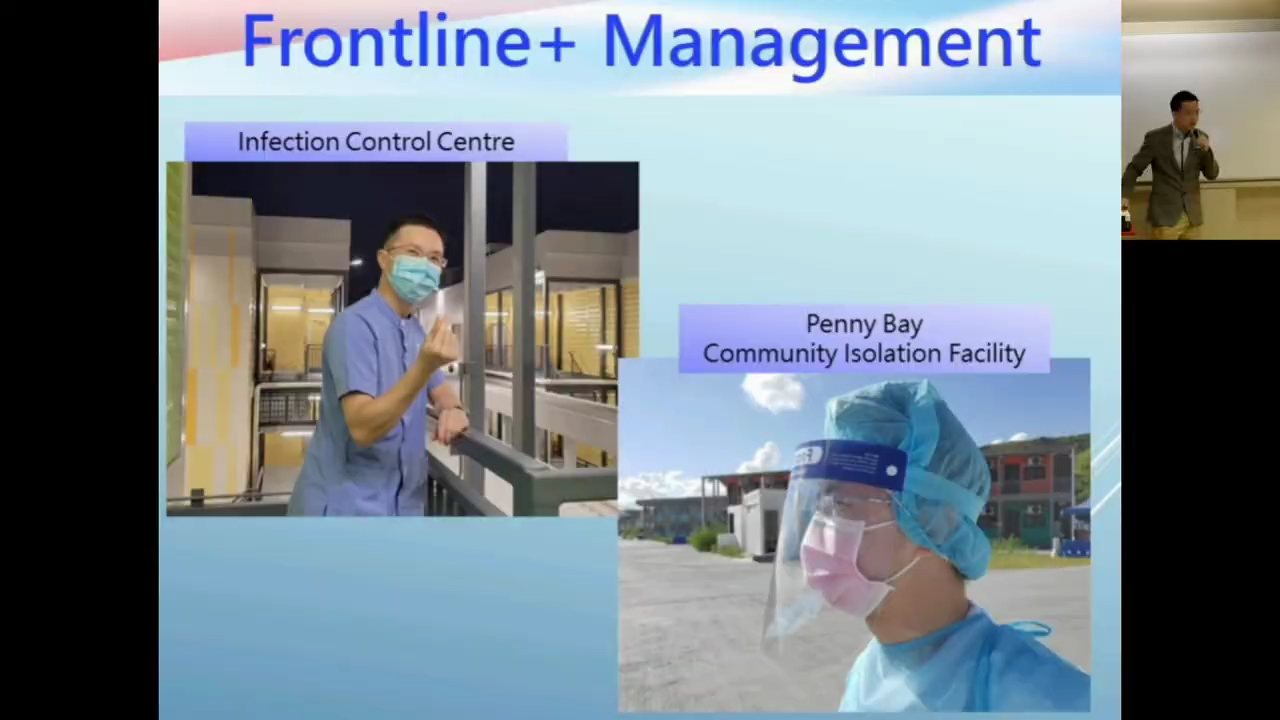 Frontline+ Management
Infection Control Centre
Penny Bay
Community Isolation Facility